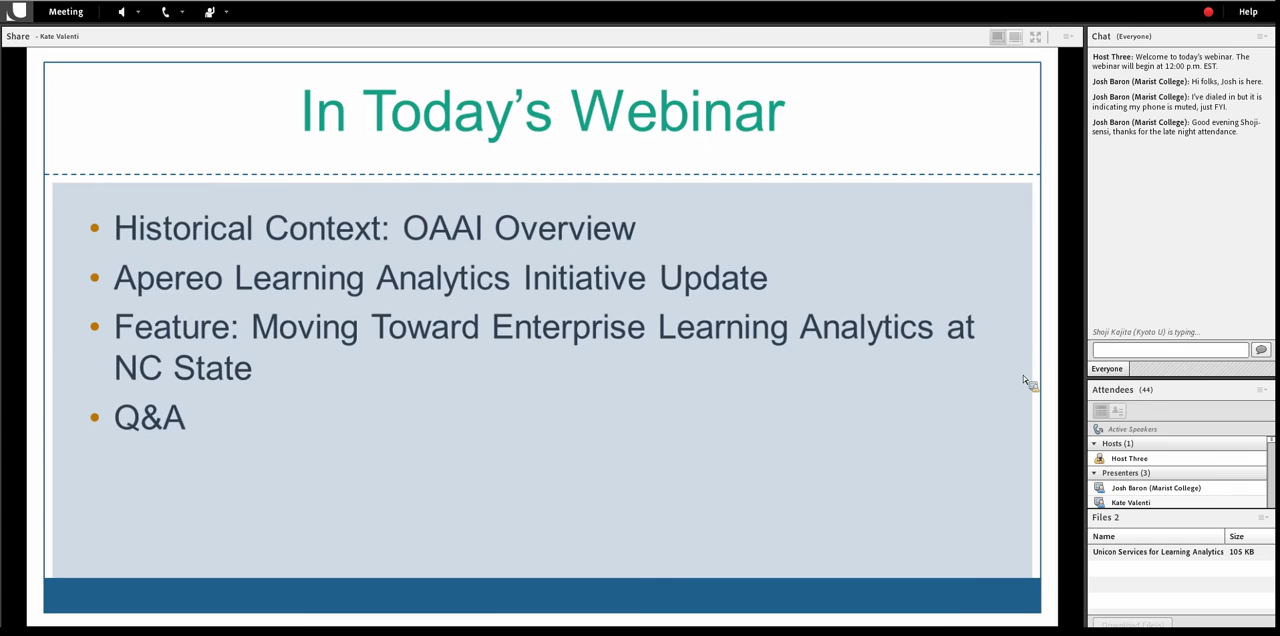 Meeting
Help
Share - Kate Valenti
In Today's Webinar
• Historical Context: OAAI Overview
• Apereo Learning Analytics Initiative Update
• Feature: Moving Toward Enterprise Learning Analytics at
NC State
• Q&A
Chat (Everyone)
Host Three: Welcome to today's webinar. The
webinar will begin at 12:00 p.m. EST.
Josh Baron (Marist College): Hi folks, Josh is here.
Josh Baron (Marist College): I've dialed in but it is
indicating my phone is muted, just FYI.
Josh Baron (Marist College): Good evening Shoji-
sensi, thanks for the late night attendance.
Shoji Kajita (Kyoto U) is typing...
Everyone
Attendees (44)
Active Speakers
Hosts (1)
Host Three
Presenters (3)
Josh Baron (Marist College)
Kate Valenti
Files 2
Name Size
Unicon Services for Learning Analytics 105 KB
Download File(s)